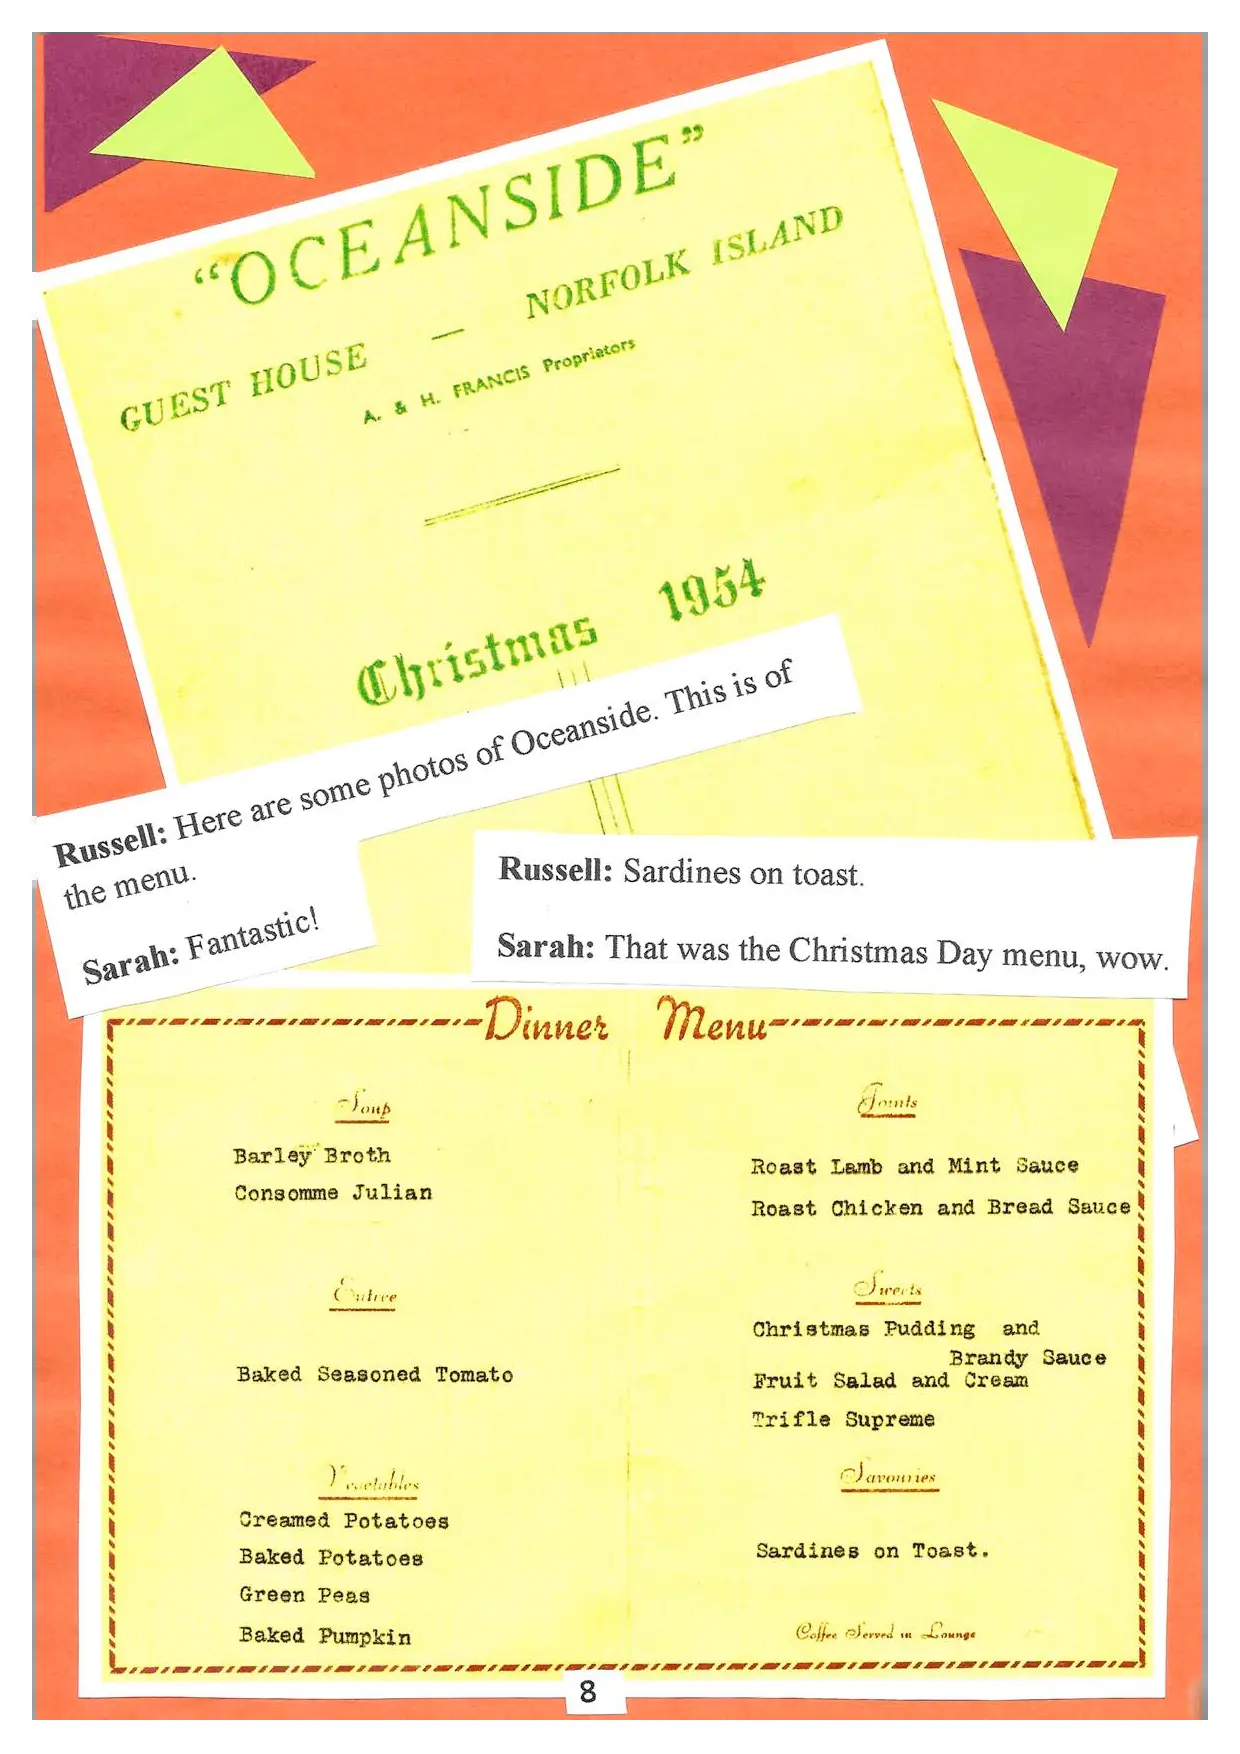 "OCEANSIDE"
GUEST HOUSE — NORFOLK ISLAND
A. & H. FRANCIS Proprietors
Christmas 1954
Russell: Here are some photos of Oceanside. This is of
the menu.
Sarah: Fantastic!
Russell: Sardines on toast.
Sarah: That was the Christmas Day menu, wow.
Dinner Menu
Soup
Barley Broth
Consomme Julian
Entree
Baked Seasoned Tomato
Vegetables
Creamed Potatoes
Baked Potatoes
Green Peas
Baked Pumpkin
Joints
Roast Lamb and Mint Sauce
Roast Chicken and Bread Sauce
Sweets
Christmas Pudding and
Brandy Sauce
Fruit Salad and Cream
Trifle Supreme
Savouries
Sardines on Toast.
Coffee Served in Lounge
8